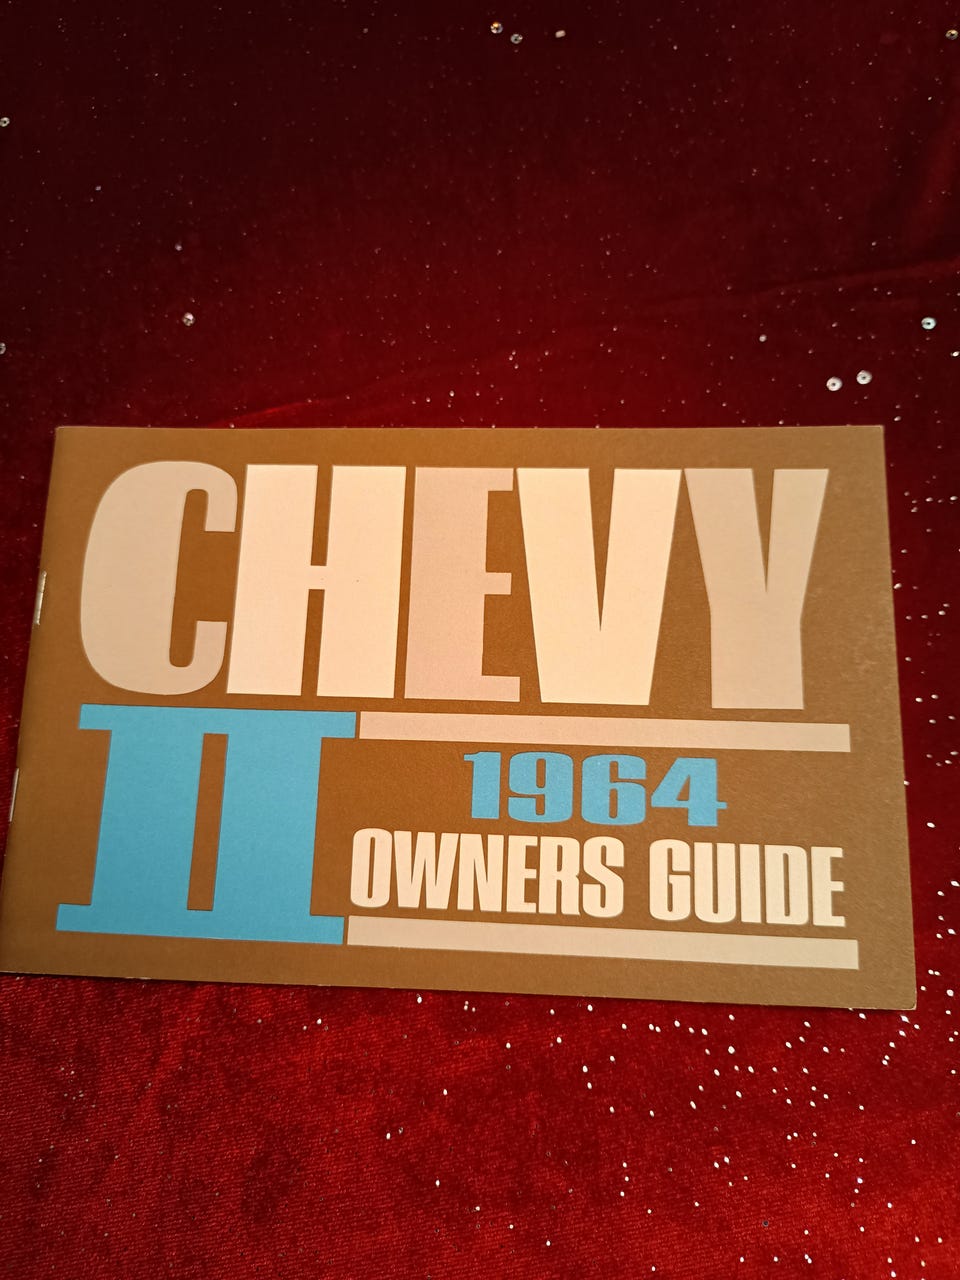 CHEVY
II
1964
OWNERS GUIDE